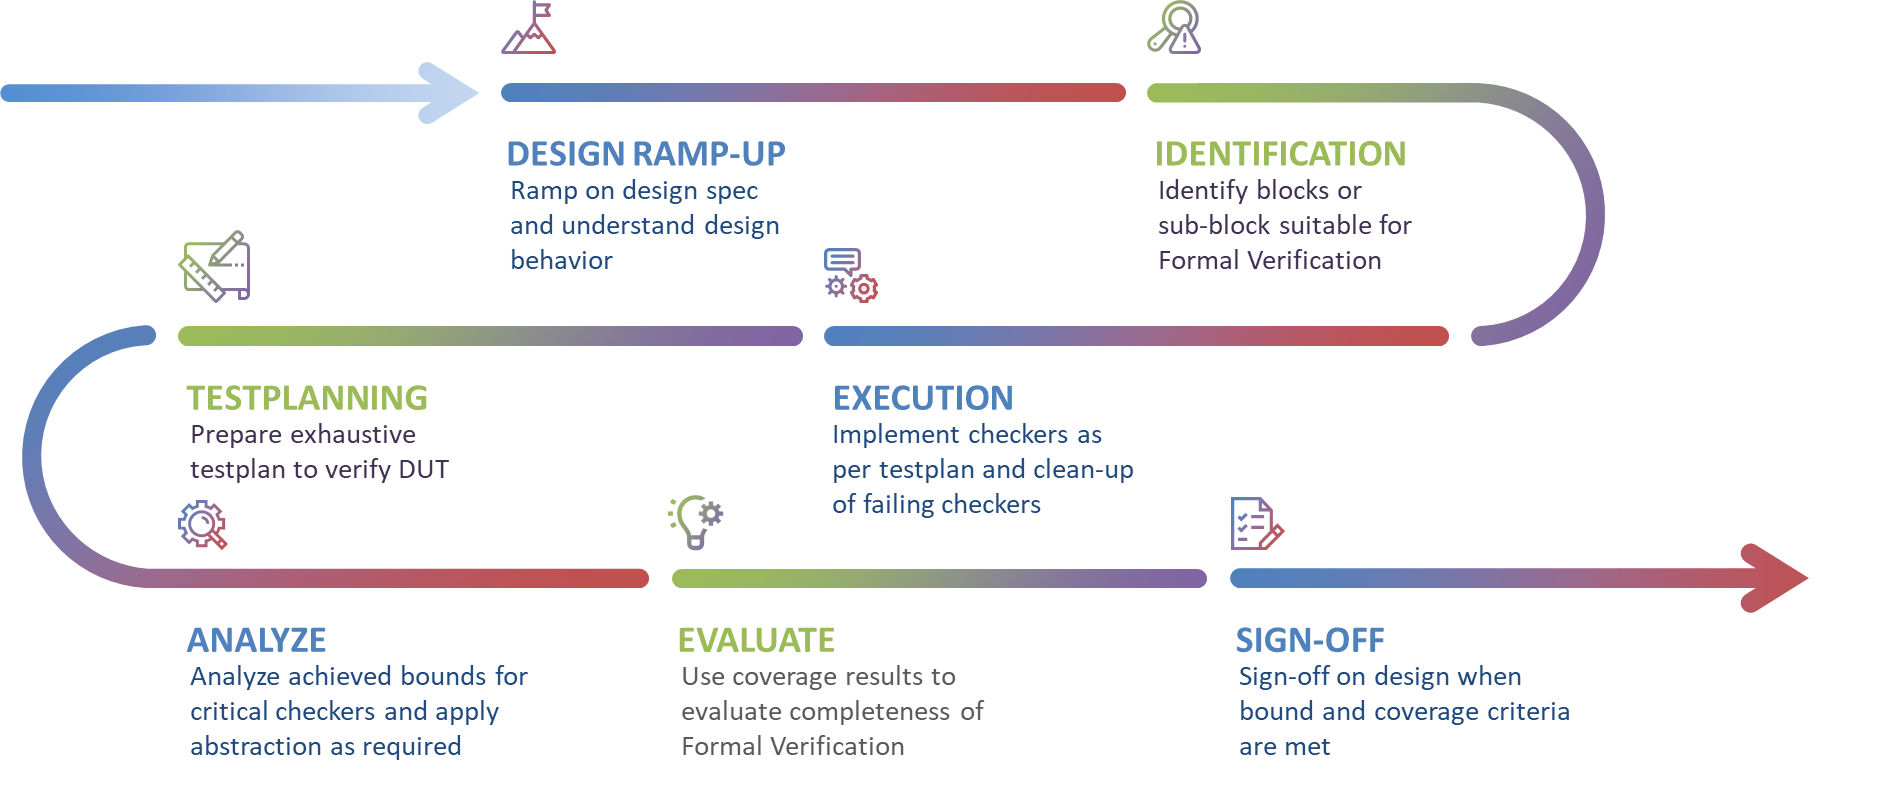 DESIGN RAMP-UP
Ramp on design spec
and understand design
behavior
IDENTIFICATION
Identify blocks or
sub-block suitable for
Formal Verification
TESTPLANNING
Prepare exhaustive
testplan to verify DUT
EXECUTION
Implement checkers as
per testplan and clean-up
of failing checkers
ANALYZE
Analyze achieved bounds for
critical checkers and apply
abstraction as required
EVALUATE
Use coverage results to
evaluate completeness of
Formal Verification
SIGN-OFF
Sign-off on design when
bound and coverage criteria
are met